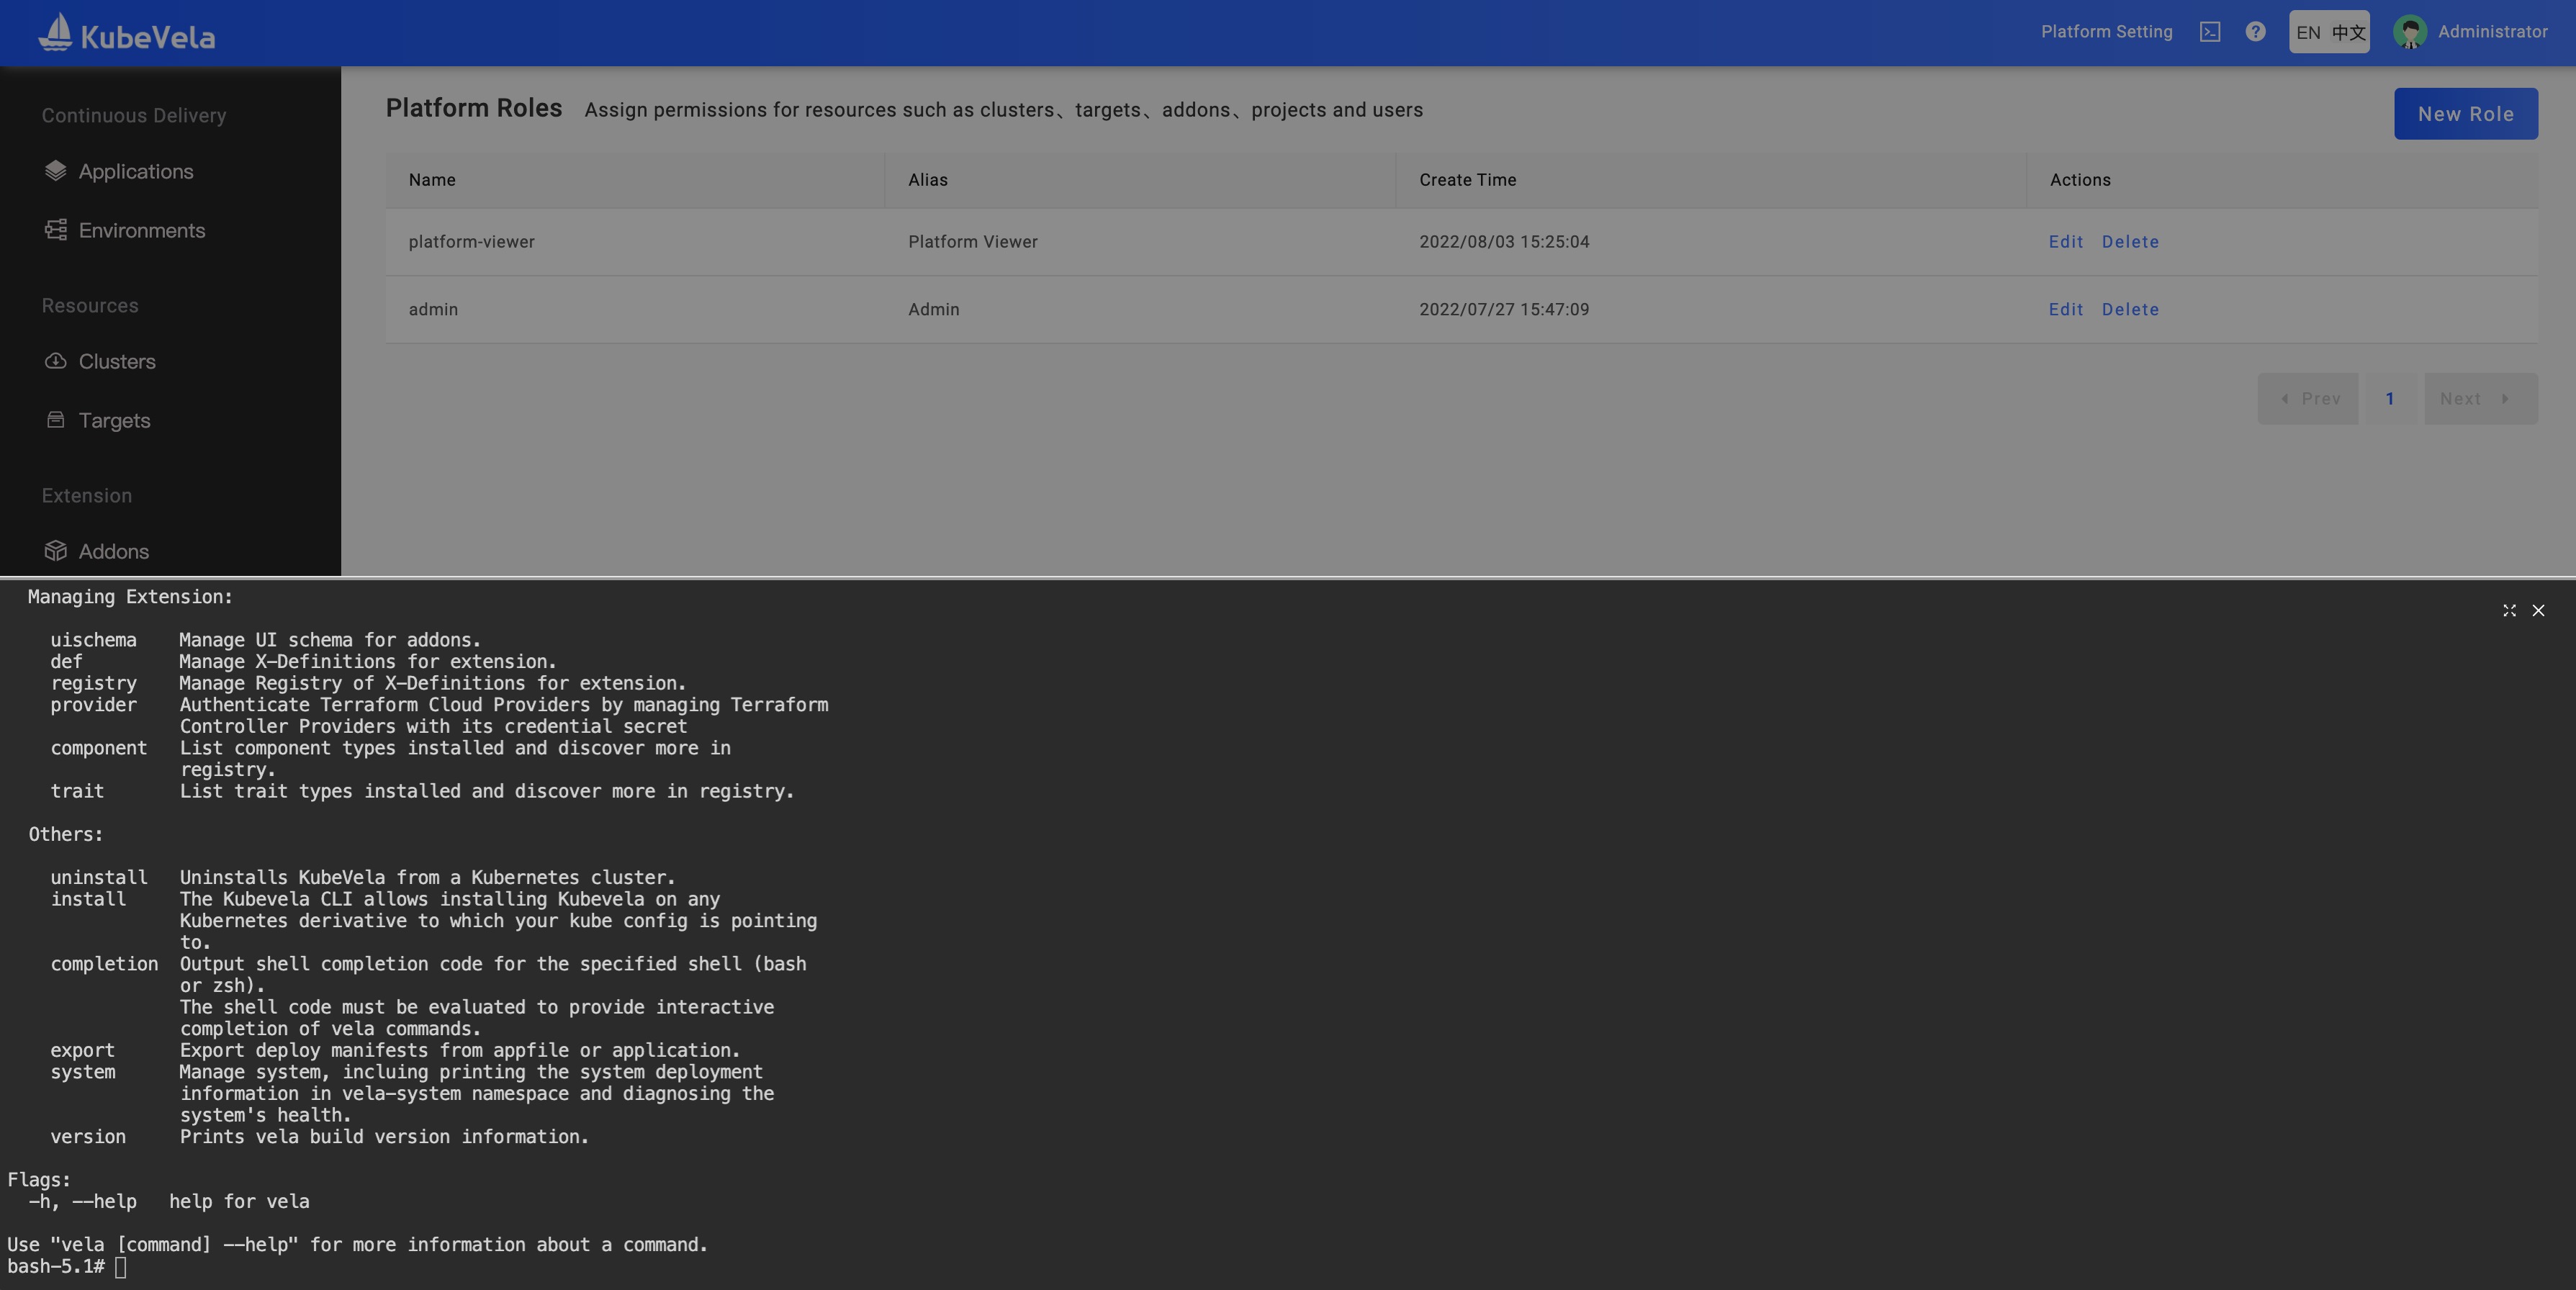 KubeVela
Platform Setting
EN 中文
Administrator
Continuous Delivery
Applications
Environments
Resources
Clusters
Targets
Extension
Addons
Platform Roles Assign permissions for resources such as clusters、targets、addons、projects and users
New Role
Name Alias Create Time Actions
platform-viewer Platform Viewer 2022/08/03 15:25:04 Edit Delete
admin Admin 2022/07/27 15:47:09 Edit Delete
Prev 1 Next
Managing Extension:
uischema Manage UI schema for addons.
def Manage X-Definitions for extension.
registry Manage Registry of X-Definitions for extension.
provider Authenticate Terraform Cloud Providers by managing Terraform
Controller Providers with its credential secret
component List component types installed and discover more in
registry.
trait List trait types installed and discover more in registry.
Others:
uninstall Uninstalls KubeVela from a Kubernetes cluster.
install The Kubevela CLI allows installing Kubevela on any
Kubernetes derivative to which your kube config is pointing
to.
completion Output shell completion code for the specified shell (bash
or zsh).
The shell code must be evaluated to provide interactive
completion of vela commands.
export Export deploy manifests from appfile or application.
system Manage system, incluing printing the system deployment
information in vela-system namespace and diagnosing the
system's health.
version Prints vela build version information.
Flags:
-h, --help help for vela
Use "vela [command] --help" for more information about a command.
bash-5.1#